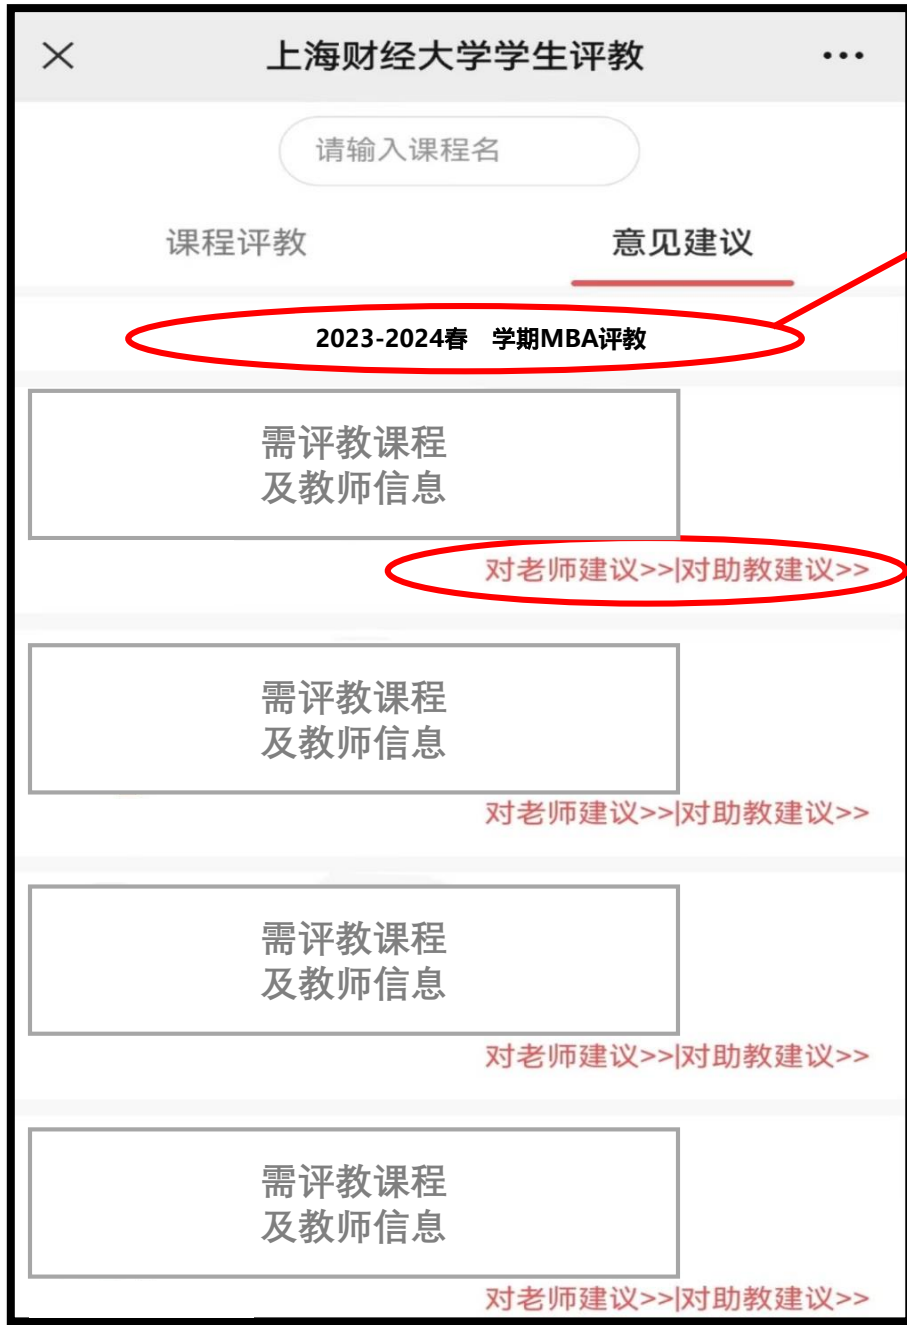 上海财经大学学生评教
请输入课程名
课程评教 意见建议
2023-2024春 学期MBA评教
需评教课程
及教师信息
对老师建议>>|对助教建议>>
需评教课程
及教师信息
对老师建议>>|对助教建议>>
需评教课程
及教师信息
对老师建议>>|对助教建议>>
需评教课程
及教师信息
对老师建议>>|对助教建议>>